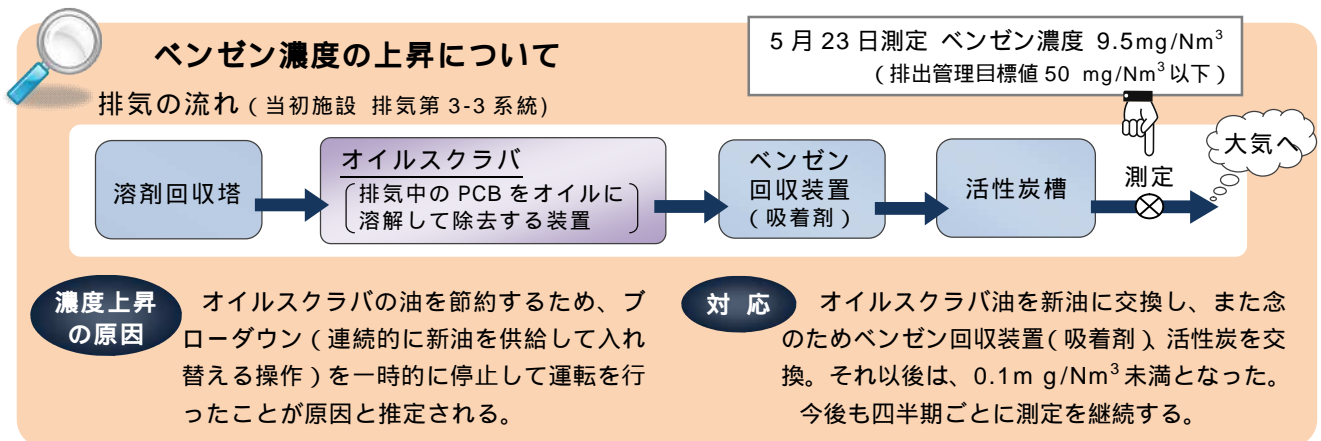 ベンゼン濃度の上昇について
5月23日測定 ベンゼン濃度 9.5mg/Nm³
(排出管理目標値50 mg/Nm³以下)
排気の流れ(当初施設 排気第3-3系統)
溶剤回収塔
オイルスクラバ
排気中のPCBをオイルに
溶解して除去する装置
ベンゼン
回収装置
(吸着剤)
活性炭槽
測定
大気へ
濃度上昇
の原因
オイルスクラバの油を節約するため、ブ
ローダウン(連続的に新油を供給して入れ
替える操作)を一時的に停止して運転を行
ったことが原因と推定される。
対 応
オイルスクラバ油を新油に交換し、また念
のためベンゼン回収装置(吸着剤)、活性炭を交
換。それ以後は、0.1m g/Nm³未満となった。
今後も四半期ごとに測定を継続する。